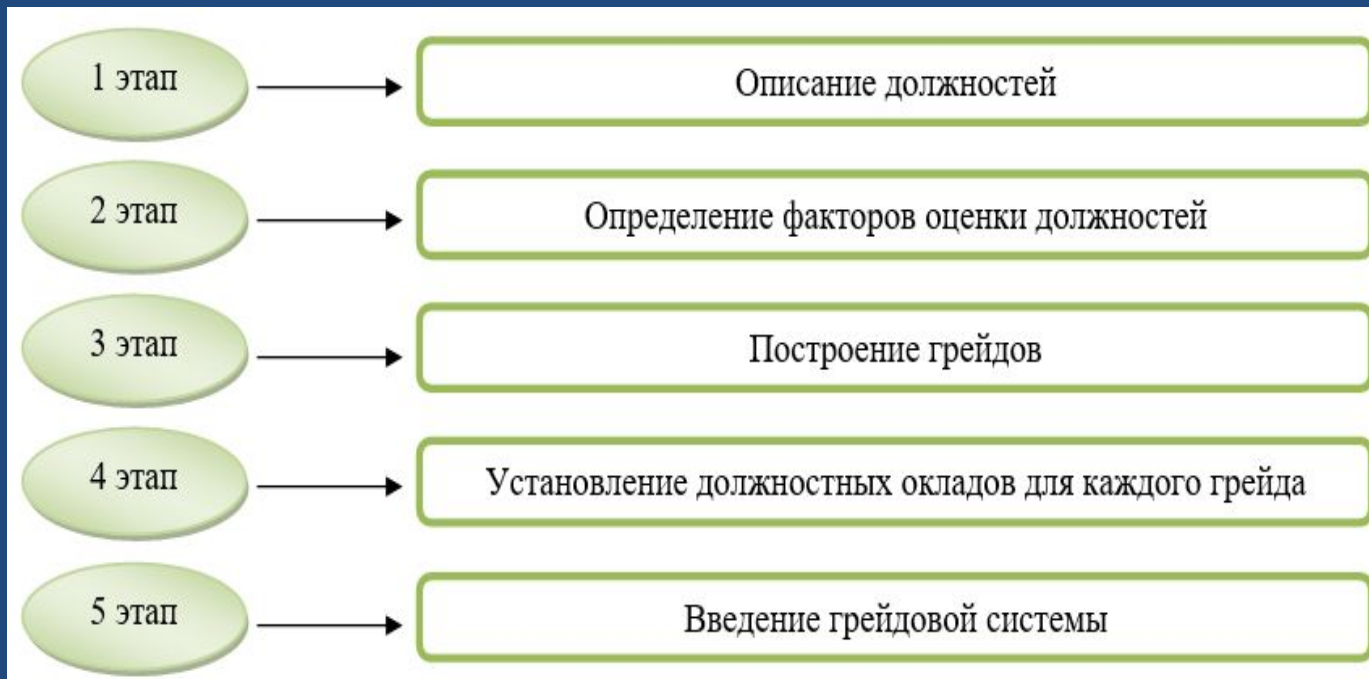 1 этап
Описание должностей
2 этап
Определение факторов оценки должностей
3 этап
Построение грейдов
4 этап
Установление должностных окладов для каждого грейда
5 этап
Введение грейдовой системы